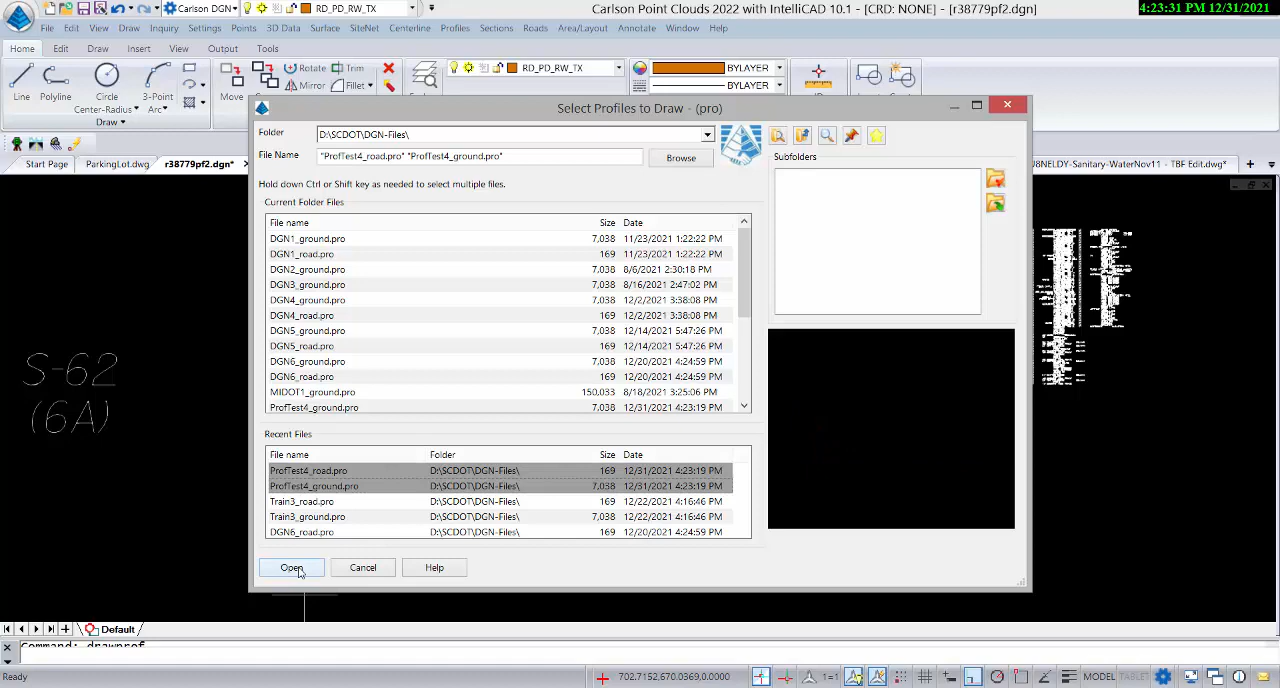 Carlson DGN
RD_PD_RW_TX
Carlson Point Clouds 2022 with IntelliCAD 10.1 - [CRD: NONE] - [r38779pf2.dgn]
4:23:31 PM 12/31/2021
File Edit View Draw Inquiry Settings Points 3D Data Surface SiteNet Centerline Profiles Sections Roads Area/Layout Annotate Window Help
Home Edit Draw Insert View Output Tools
Line Polyline Circle Center-Radius 3-Point Arc Move Rotate Mirror Trim Fillet
RD_PD_RW_TX
BYLAYER
BYLAYER
Draw
Start Page ParkingLot.dwg r38779pf2.dgn* W8NELDY-Sanitary-WaterNov11 - TBF Edit.dwg*
Select Profiles to Draw - (pro)
Folder D:\SCDOT\DGN-Files\
File Name "ProfTest4_road.pro" "ProfTest4_ground.pro" Browse
Subfolders
Hold down Ctrl or Shift key as needed to select multiple files.
Current Folder Files
File name Size Date
DGN1_ground.pro 7,038 11/23/2021 1:22:22 PM
DGN1_road.pro 169 11/23/2021 1:22:22 PM
DGN2_ground.pro 7,038 8/6/2021 2:30:18 PM
DGN3_ground.pro 7,038 8/16/2021 2:47:02 PM
DGN4_ground.pro 7,038 12/2/2021 3:38:08 PM
DGN4_road.pro 169 12/2/2021 3:38:08 PM
DGN5_ground.pro 7,038 12/14/2021 5:47:26 PM
DGN5_road.pro 169 12/14/2021 5:47:26 PM
DGN6_ground.pro 7,038 12/20/2021 4:24:59 PM
DGN6_road.pro 169 12/20/2021 4:24:59 PM
MIDOT1_ground.pro 150,033 8/18/2021 3:25:06 PM
ProfTest4_ground.pro 7,038 12/31/2021 4:23:19 PM
S-62
(6A)
Recent Files
File name Folder Size Date
ProfTest4_road.pro D:\SCDOT\DGN-Files\ 169 12/31/2021 4:23:19 PM
ProfTest4_ground.pro D:\SCDOT\DGN-Files\ 7,038 12/31/2021 4:23:19 PM
Train3_road.pro D:\SCDOT\DGN-Files\ 169 12/22/2021 4:16:46 PM
Train3_ground.pro D:\SCDOT\DGN-Files\ 7,038 12/22/2021 4:16:46 PM
DGN6_road.pro D:\SCDOT\DGN-Files\ 169 12/20/2021 4:24:59 PM
Open Cancel Help
Default
Command: drawprof
Ready
702.7152,670.0369,0.0000
1=1
MODEL TABLET